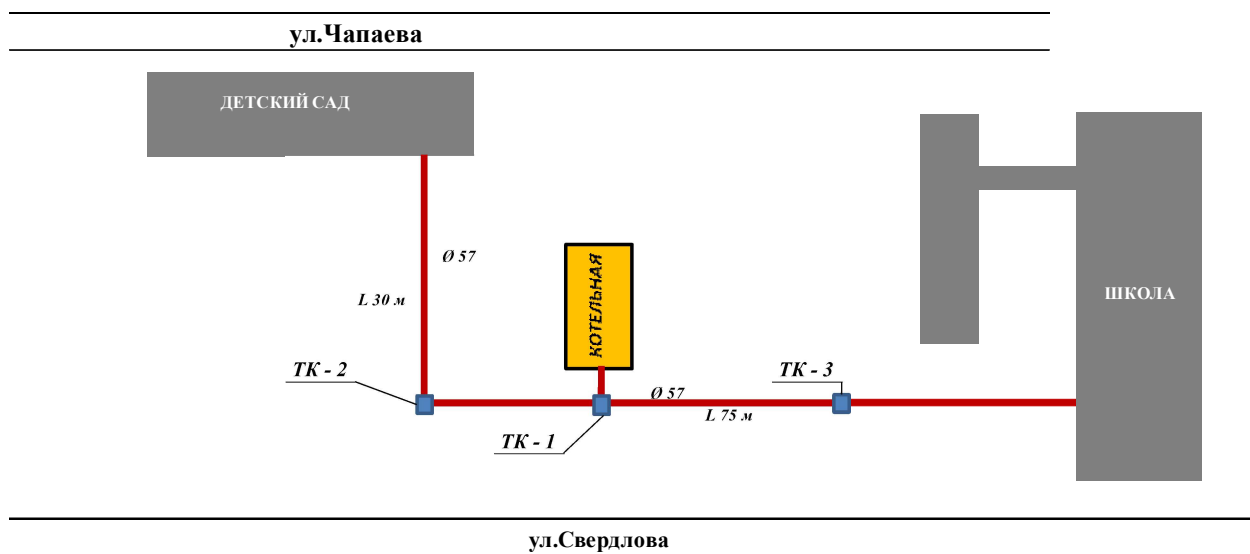 ул.Чапаева
ДЕТСКИЙ САД
Ø 57
КОТЕЛЬНАЯ
ШКОЛА
L 30 м
ТК - 2
ТК - 3
Ø 57
L 75 м
ТК - 1
ул.Свердлова